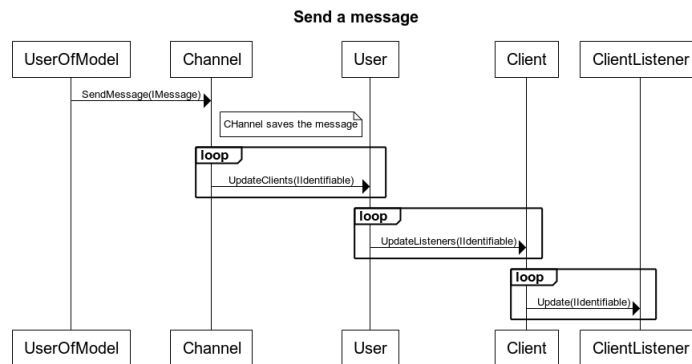 Send a message
UserOfModel Channel User Client ClientListener
SendMessage(IMessage)
CHannel saves the message
loop
UpdateClients(IIdentifiable)
loop
UpdateListeners(IIdentifiable)
loop
Update(IIdentifiable)
UserOfModel Channel User Client ClientListener